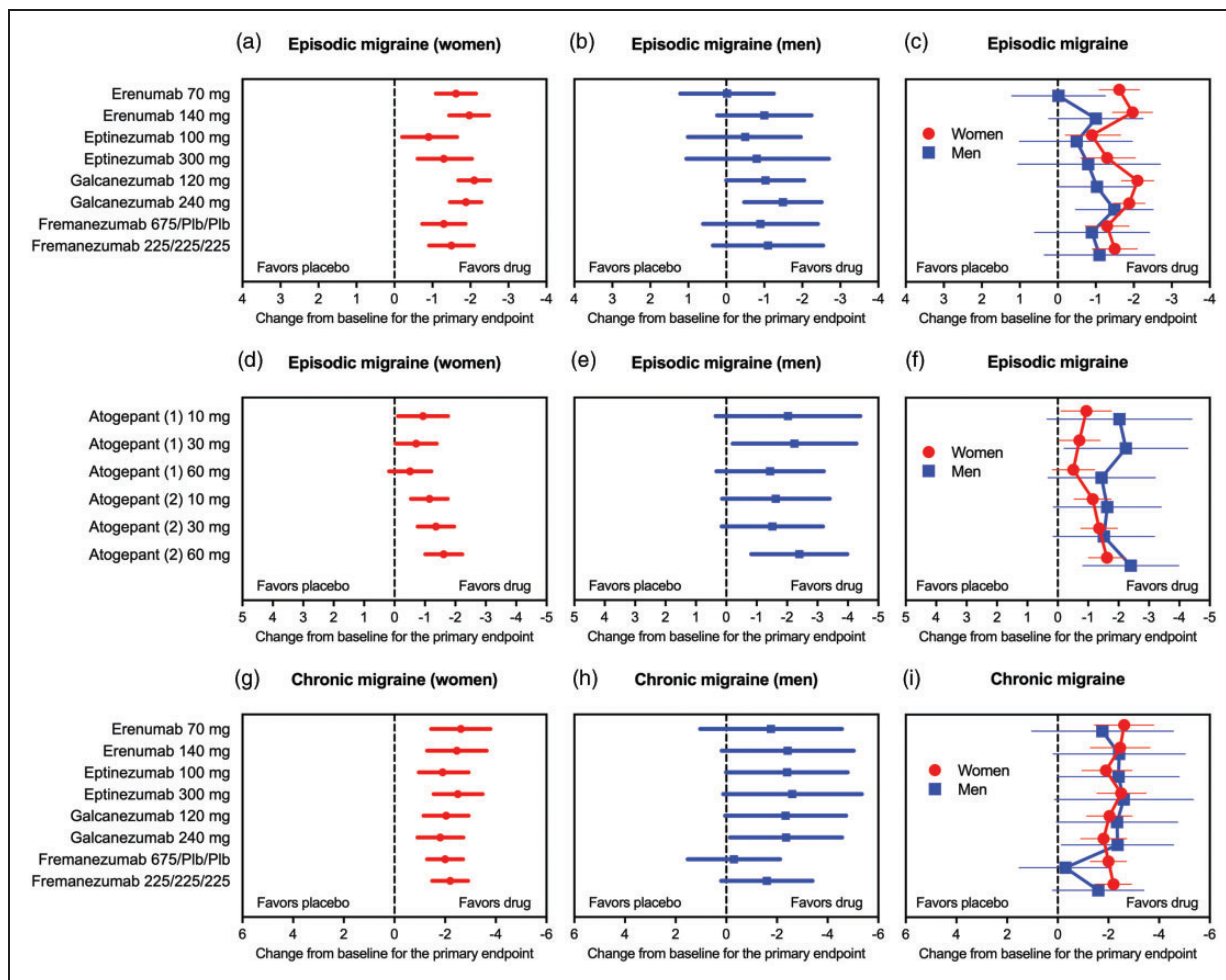 (a) Episodic migraine (women)
(b) Episodic migraine (men)
(c) Episodic migraine
Erenumab 70 mg
Erenumab 140 mg
Eptinezumab 100 mg
Eptinezumab 300 mg
Galcanezumab 120 mg
Galcanezumab 240 mg
Fremanezumab 675/Plb/Plb
Fremanezumab 225/225/225
Women
Men
Favors placebo Favors drug
Favors placebo Favors drug
Favors placebo Favors drug
4 3 2 1 0 -1 -2 -3 -4
4 3 2 1 0 -1 -2 -3 -4
4 3 2 1 0 -1 -2 -3 -4
Change from baseline for the primary endpoint
Change from baseline for the primary endpoint
Change from baseline for the primary endpoint
(d) Episodic migraine (women)
(e) Episodic migraine (men)
(f) Episodic migraine
Atogepant (1) 10 mg
Atogepant (1) 30 mg
Atogepant (1) 60 mg
Atogepant (2) 10 mg
Atogepant (2) 30 mg
Atogepant (2) 60 mg
Women
Men
Favors placebo Favors drug
Favors placebo Favors drug
Favors placebo Favors drug
5 4 3 2 1 0 -1 -2 -3 -4 -5
5 4 3 2 1 0 -1 -2 -3 -4 -5
5 4 3 2 1 0 -1 -2 -3 -4 -5
Change from baseline for the primary endpoint
Change from baseline for the primary endpoint
Change from baseline for the primary endpoint
(g) Chronic migraine (women)
(h) Chronic migraine (men)
(i) Chronic migraine
Erenumab 70 mg
Erenumab 140 mg
Eptinezumab 100 mg
Eptinezumab 300 mg
Galcanezumab 120 mg
Galcanezumab 240 mg
Fremanezumab 675/Plb/Plb
Fremanezumab 225/225/225
Women
Men
Favors placebo Favors drug
Favors placebo Favors drug
Favors placebo Favors drug
6 4 2 0 -2 -4 -6
6 5 4 3 2 1 0 -1 -2 -3 -4 -5 -6
6 5 4 3 2 1 0 -1 -2 -3 -4 -5 -6
Change from baseline for the primary endpoint
Change from baseline for the primary endpoint
Change from baseline for the primary endpoint